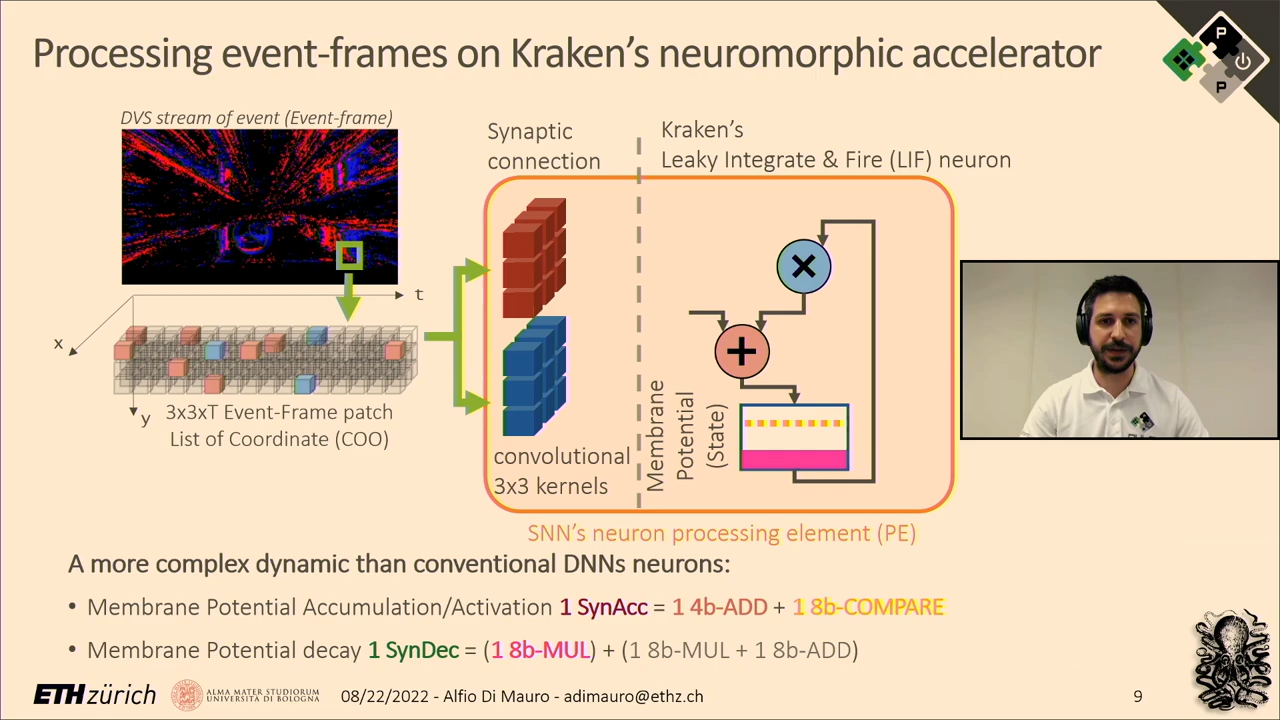 Processing event-frames on Kraken's neuromorphic accelerator
P
P
DVS stream of event (Event-frame)
t
x
y
3x3xT Event-Frame patch
List of Coordinate (COO)
Synaptic
connection
Kraken's
Leaky Integrate & Fire (LIF) neuron
convolutional
3x3 kernels
Membrane
Potential
(State)
SNN's neuron processing element (PE)
A more complex dynamic than conventional DNNs neurons:
• Membrane Potential Accumulation/Activation 1 SynAcc = 1 4b-ADD + 1 8b-COMPARE
• Membrane Potential decay 1 SynDec = (1 8b-MUL) + (1 8b-MUL + 1 8b-ADD)
ETH zürich
ALMA MATER STUDIORUM
UNIVERSITÀ DI BOLOGNA
08/22/2022 - Alfio Di Mauro - adimauro@ethz.ch
9